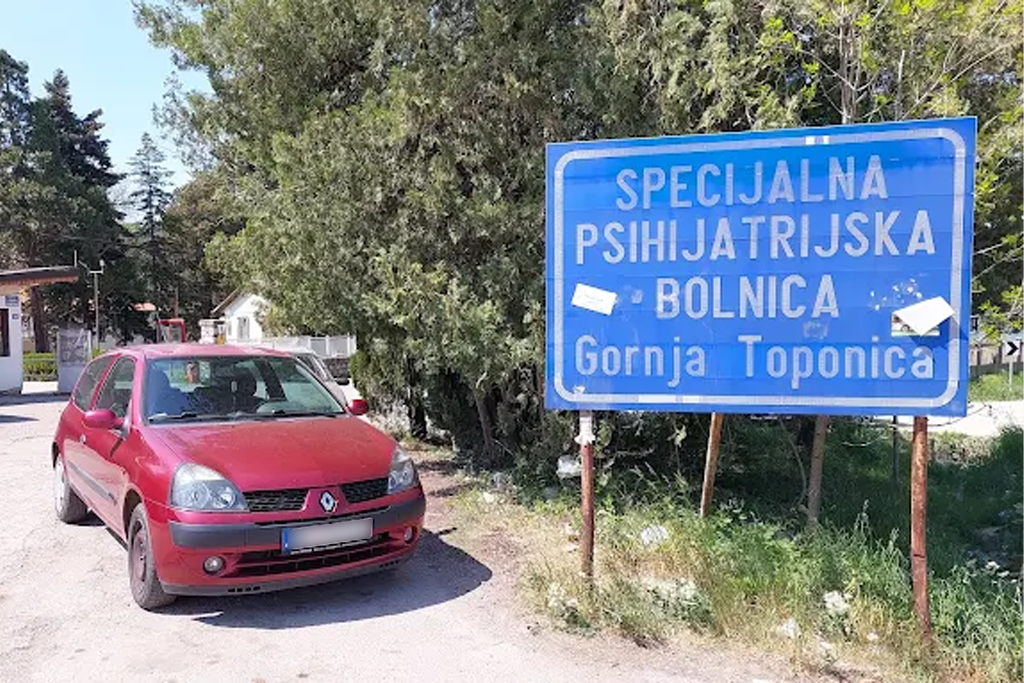 SPECIJALNA
PSIHIJATRIJSKA
BOLNICA
Gornja Toponica